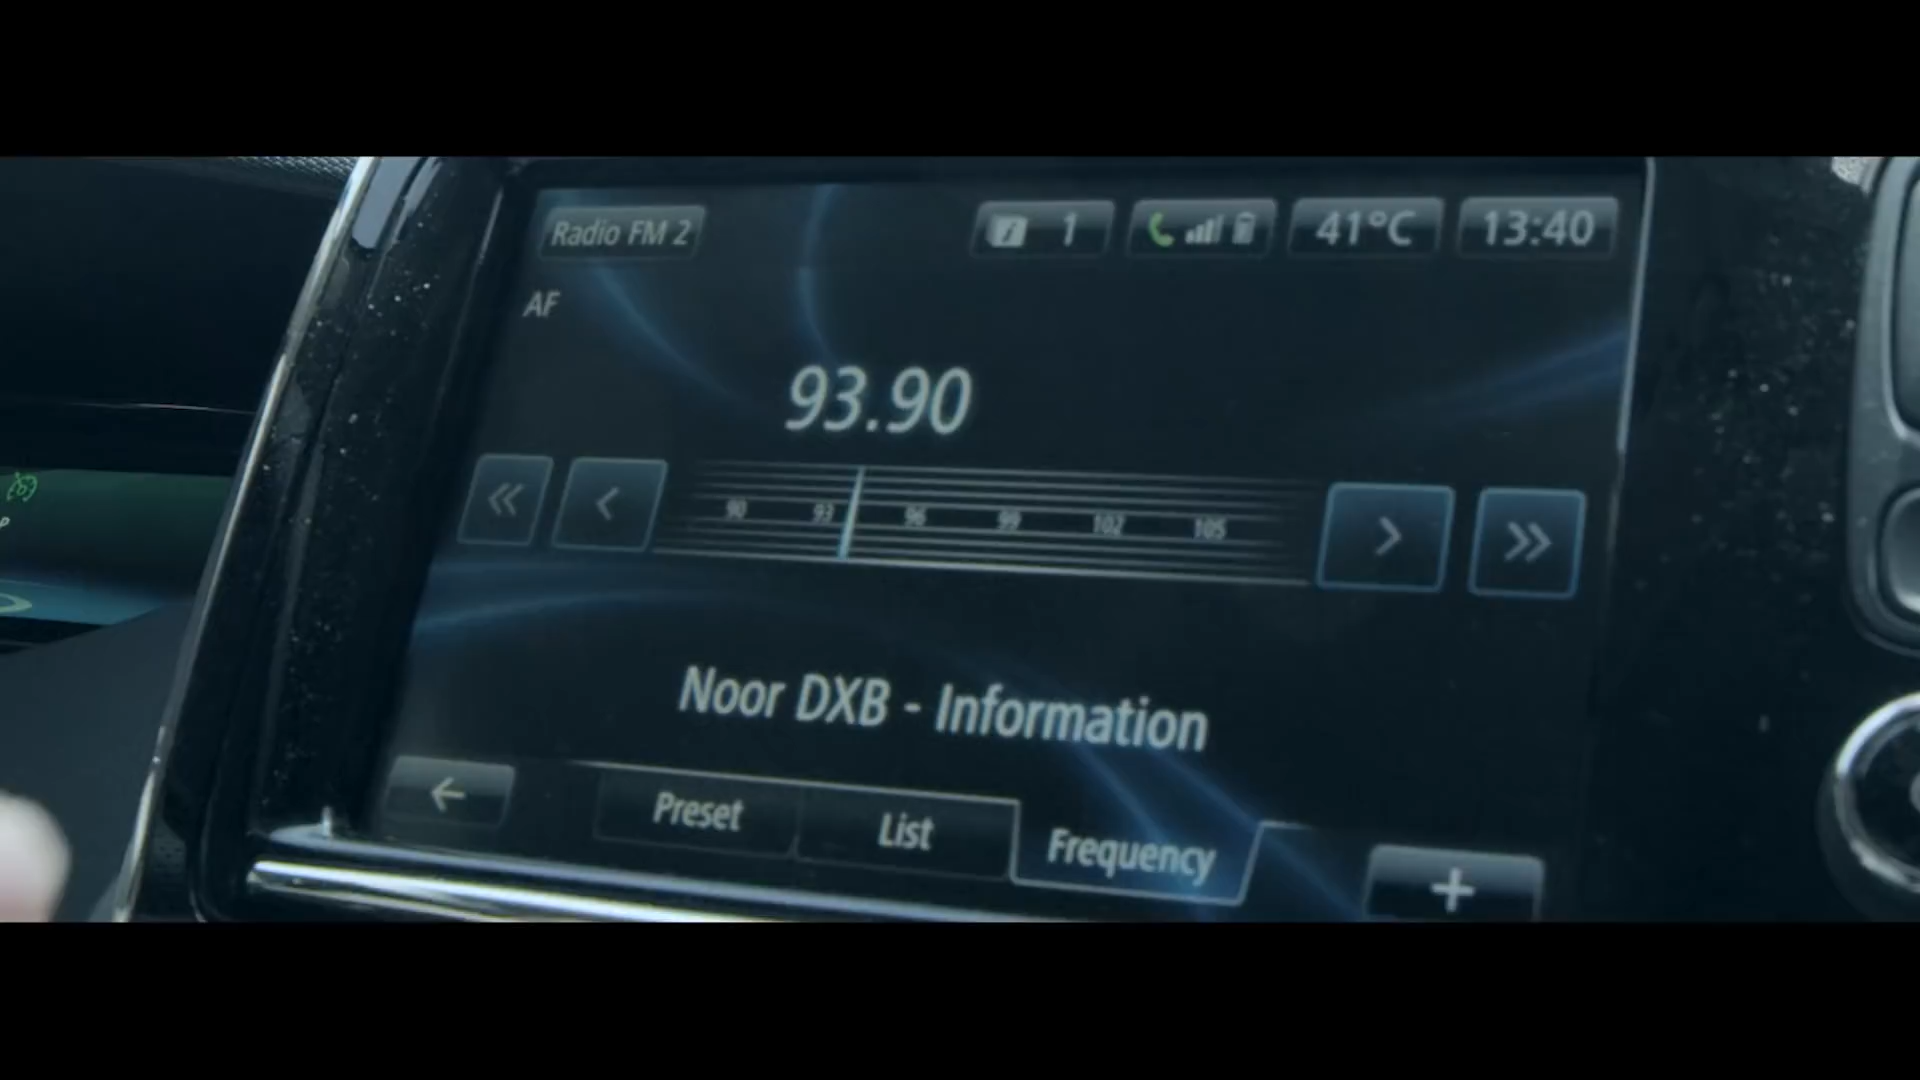 Radio FM 2
1
41°C
13:40
AF
93.90
90 93 96 99 102 105
Noor DXB - Information
Preset
List
Frequency
+